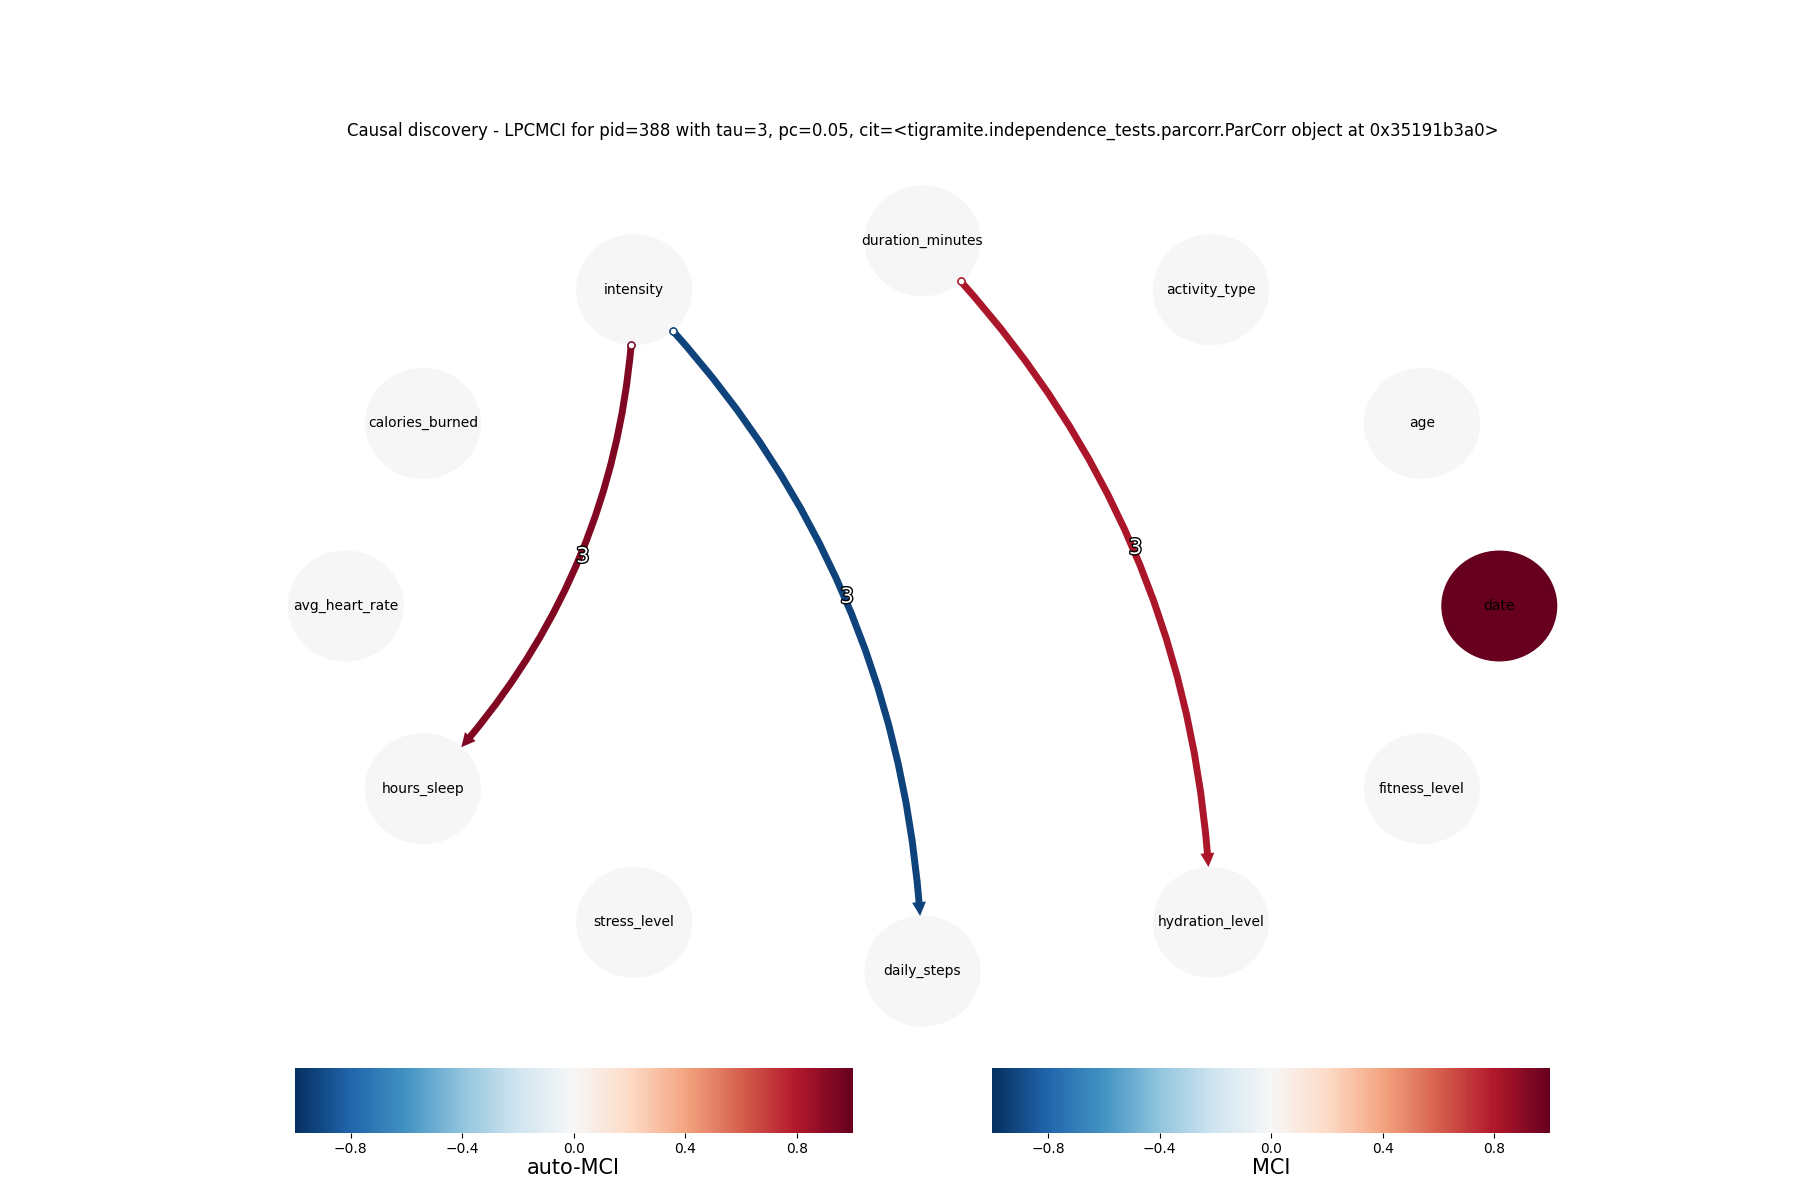 Causal discovery - LPCMCI for pid=388 with tau=3, pc=0.05, cit=<tigramite.independence_tests.parcorr.ParCorr object at 0x35191b3a0>
duration_minutes
intensity
activity_type
calories_burned
age
3
3
3
avg_heart_rate
date
hours_sleep
fitness_level
stress_level
hydration_level
daily_steps
−0.8 −0.4 0.0 0.4 0.8
auto-MCI
−0.8 −0.4 0.0 0.4 0.8
MCI